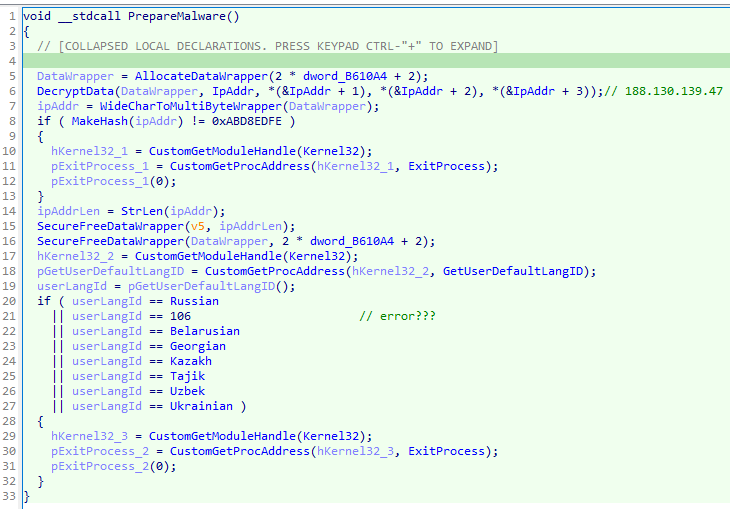 1 void __stdcall PrepareMalware()
2 {
3 // [COLLAPSED LOCAL DECLARATIONS. PRESS KEYPAD CTRL-"+" TO EXPAND]
4
5 DataWrapper = AllocateDataWrapper(2 * dword_B610A4 + 2);
6 DecryptData(DataWrapper, IpAddr, *(&IpAddr + 1), *(&IpAddr + 2), *(&IpAddr + 3));// 188.130.139.47
7 ipAddr = WideCharToMultiByteWrapper(DataWrapper);
8 if ( MakeHash(ipAddr) != 0xABD8EDFE )
9 {
10 hKernel32_1 = CustomGetModuleHandle(Kernel32);
11 pExitProcess_1 = CustomGetProcAddress(hKernel32_1, ExitProcess);
12 pExitProcess_1(0);
13 }
14 ipAddrLen = StrLen(ipAddr);
15 SecureFreeDataWrapper(v5, ipAddrLen);
16 SecureFreeDataWrapper(DataWrapper, 2 * dword_B610A4 + 2);
17 hKernel32_2 = CustomGetModuleHandle(Kernel32);
18 pGetUserDefaultLangID = CustomGetProcAddress(hKernel32_2, GetUserDefaultLangID);
19 userLangId = pGetUserDefaultLangID();
20 if ( userLangId == Russian
21 || userLangId == 106 // error???
22 || userLangId == Belarusian
23 || userLangId == Georgian
24 || userLangId == Kazakh
25 || userLangId == Tajik
26 || userLangId == Uzbek
27 || userLangId == Ukrainian )
28 {
29 hKernel32_3 = CustomGetModuleHandle(Kernel32);
30 pExitProcess_2 = CustomGetProcAddress(hKernel32_3, ExitProcess);
31 pExitProcess_2(0);
32 }
33 }